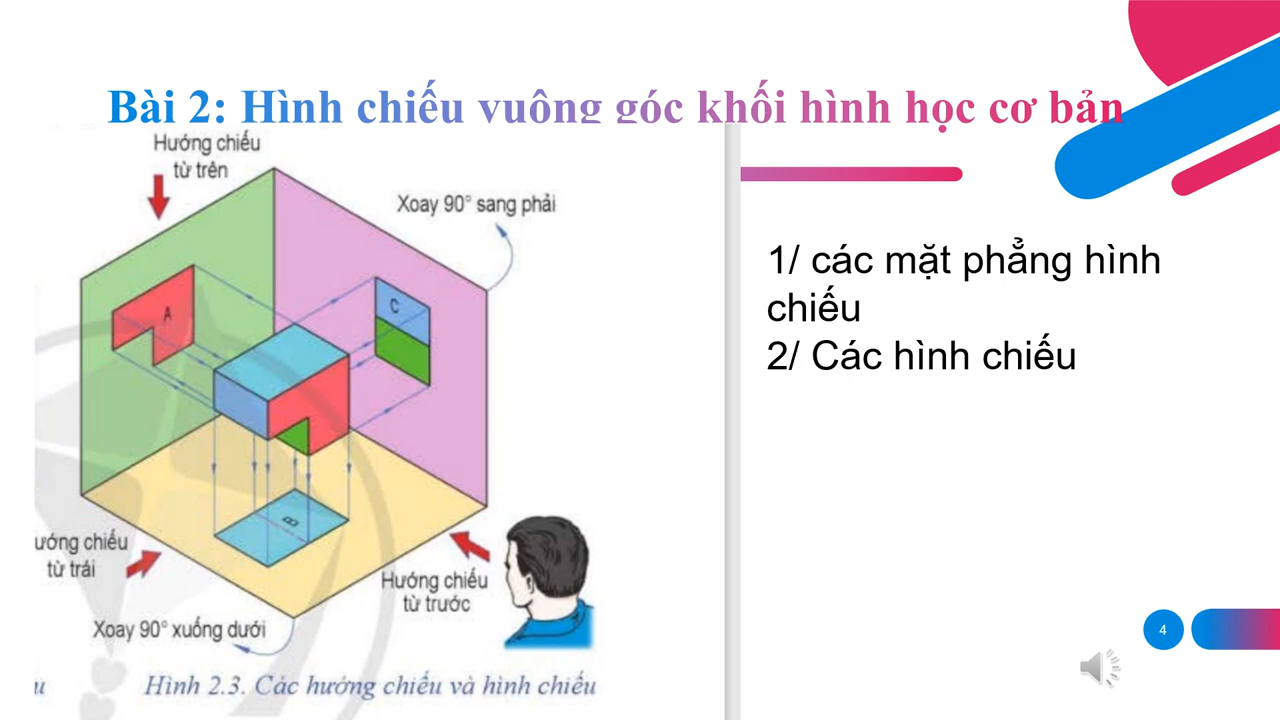 Bài 2: Hình chiếu vuông góc khối hình học cơ bản
Hướng chiếu
từ trên
Xoay 90° sang phải
A
C
B
ướng chiếu
từ trái
Hướng chiếu
từ trước
Xoay 90° xuống dưới
u
Hình 2.3. Các hướng chiếu và hình chiếu
1/ các mặt phẳng hình
chiếu
2/ Các hình chiếu
4